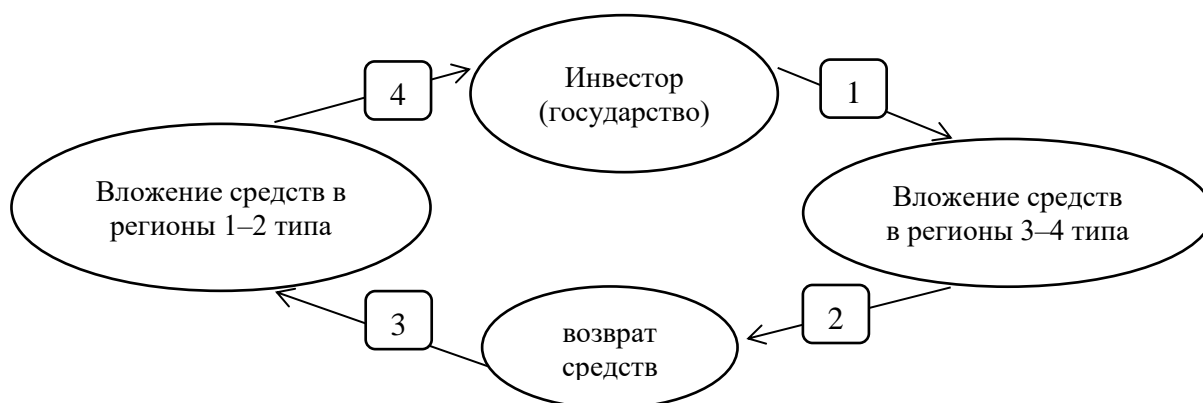 Инвестор
(государство)
1
Вложение средств
в регионы 3–4 типа
2
возврат
средств
3
Вложение средств в
регионы 1–2 типа
4